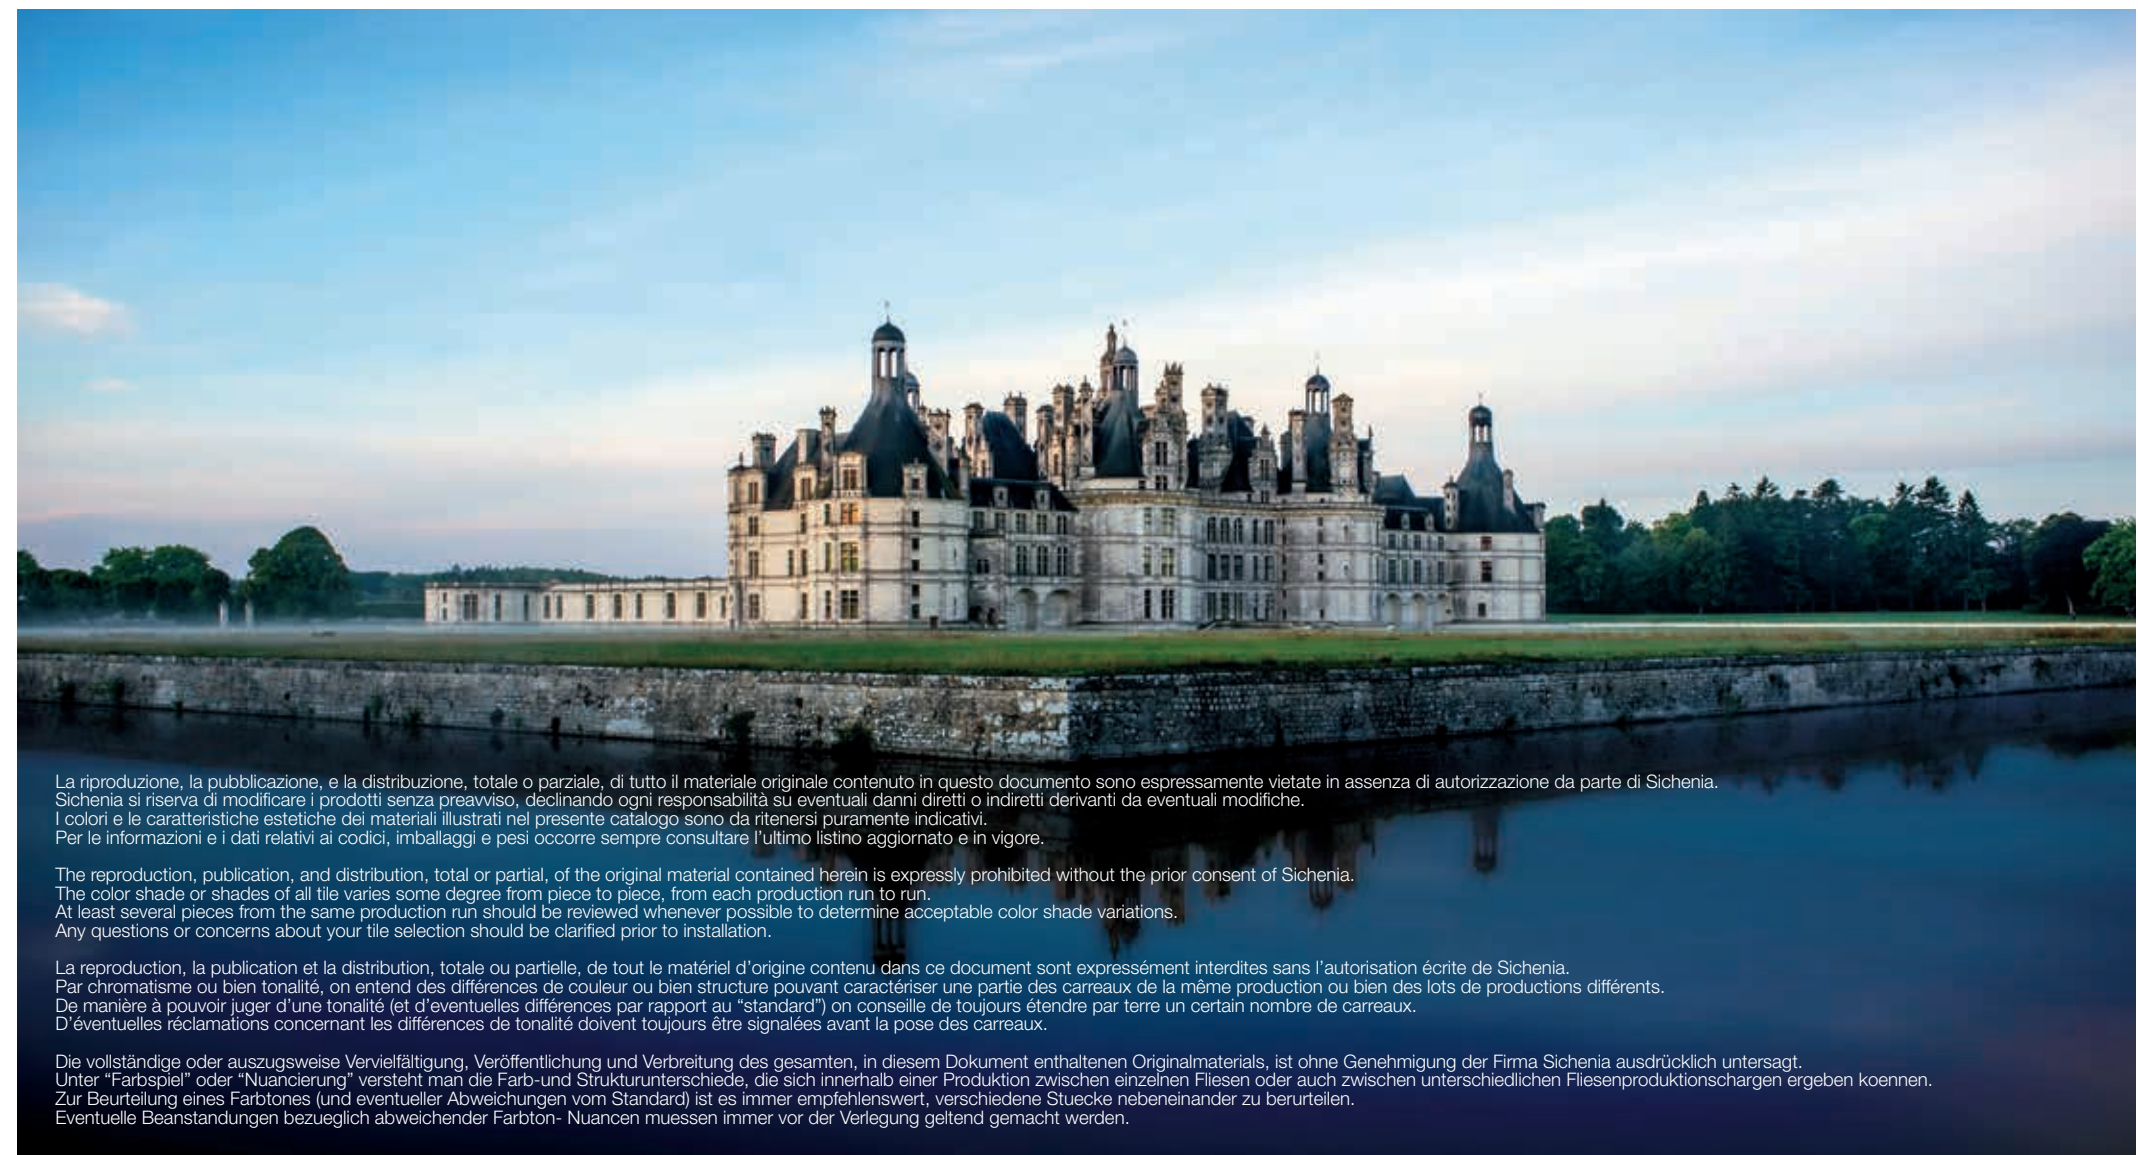 La riproduzione, la pubblicazione, e la distribuzione, totale o parziale, di tutto il materiale originale contenuto in questo documento sono espressamente vietate in assenza di autorizzazione da parte di Sichenia.
Sichenia si riserva di modificare i prodotti senza preavviso, declinando ogni responsabilità su eventuali danni diretti o indiretti derivanti da eventuali modifiche.
I colori e le caratteristiche estetiche dei materiali illustrati nel presente catalogo sono da ritenersi puramente indicativi.
Per le informazioni e i dati relativi ai codici, imballaggi e pesi occorre sempre consultare l’ultimo listino aggiornato e in vigore.
The reproduction, publication, and distribution, total or partial, of the original material contained herein is expressly prohibited without the prior consent of Sichenia.
The color shade or shades of all tile varies some degree from piece to piece, from each production run to run.
At least several pieces from the same production run should be reviewed whenever possible to determine acceptable color shade variations.
Any questions or concerns about your tile selection should be clarified prior to installation.
La reproduction, la publication et la distribution, totale ou partielle, de tout le matériel d’origine contenu dans ce document sont expressément interdites sans l’autorisation écrite de Sichenia.
Par chromatisme ou bien tonalité, on entend des différences de couleur ou bien structure pouvant caractériser une partie des carreaux de la même production ou bien des lots de productions différents.
De manière à pouvoir juger d’une tonalité (et d’eventuelles différences par rapport au “standard”) on conseille de toujours étendre par terre un certain nombre de carreaux.
D’éventuelles réclamations concernant les différences de tonalité doivent toujours être signalées avant la pose des carreaux.
Die vollständige oder auszugsweise Vervielfältigung, Veröffentlichung und Verbreitung des gesamten, in diesem Dokument enthaltenen Originalmaterials, ist ohne Genehmigung der Firma Sichenia ausdrücklich untersagt.
Unter “Farbspiel” oder “Nuancierung” versteht man die Farb-und Strukturunterschiede, die sich innerhalb einer Produktion zwischen einzelnen Fliesen oder auch zwischen unterschiedlichen Fliesenproduktionschargen ergeben koennen.
Zur Beurteilung eines Farbtones (und eventueller Abweichungen vom Standard) ist es immer empfehlenswert, verschiedene Stuecke nebeneinander zu berurteilen.
Eventuelle Beanstandungen bezueglich abweichender Farbton- Nuancen muessen immer vor der Verlegung geltend gemacht werden.